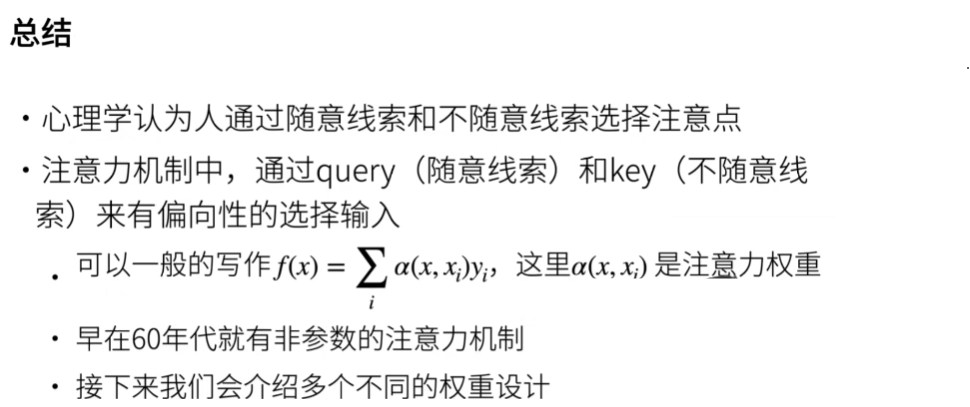 总结
·心理学认为人通过随意线索和不随意线索选择注意点
·注意力机制中，通过query（随意线索）和key（不随意线
索）来有偏向性的选择输入
· 可以一般的写作 f(x) = ∑_i α(x, x_i)y_i，这里α(x, x_i) 是注意力权重
· 早在60年代就有非参数的注意力机制
· 接下来我们会介绍多个不同的权重设计